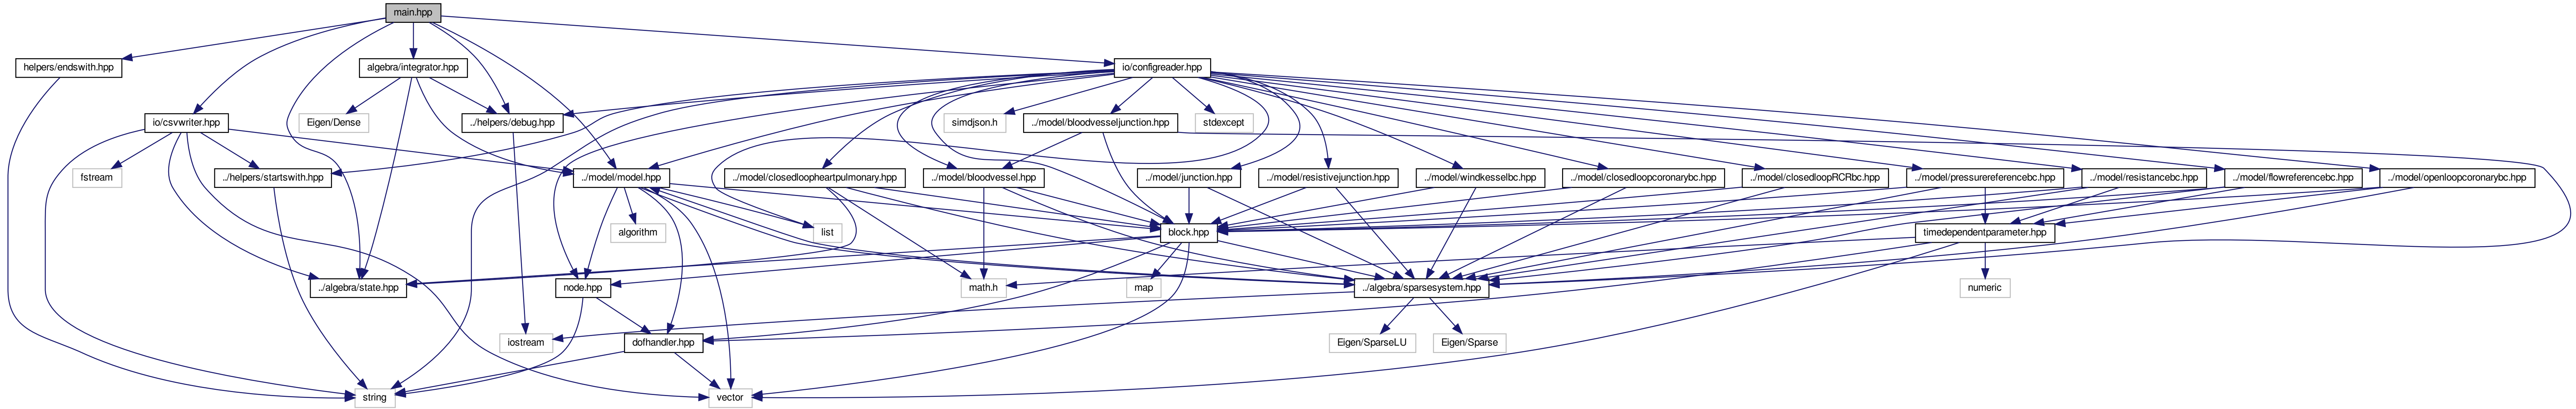 main.hpp
helpers/endswith.hpp
algebra/integrator.hpp
io/configreader.hpp
io/csvwriter.hpp
Eigen/Dense
../helpers/debug.hpp
simdjson.h
../model/bloodvesseljunction.hpp
stdexcept
fstream
../helpers/startswith.hpp
../model/model.hpp
../model/closedloopheartpulmonary.hpp
../model/bloodvessel.hpp
../model/junction.hpp
../model/resistivejunction.hpp
../model/windkesselbc.hpp
../model/closedloopcoronarybc.hpp
../model/closedloopRCRbc.hpp
../model/pressurereferencebc.hpp
../model/resistancebc.hpp
../model/flowreferencebc.hpp
../model/openloopcoronarybc.hpp
algorithm
list
block.hpp
timedependentparameter.hpp
../algebra/state.hpp
node.hpp
math.h
map
../algebra/sparsesystem.hpp
numeric
iostream
dofhandler.hpp
Eigen/SparseLU
Eigen/Sparse
string
vector